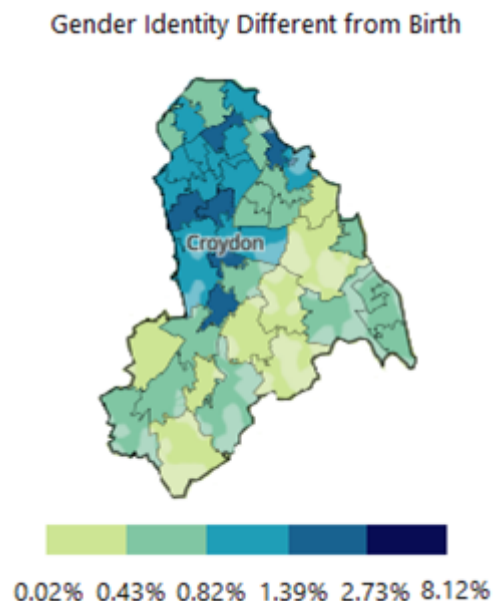 Gender Identity Different from Birth
Croydon
0.02% 0.43% 0.82% 1.39% 2.73% 8.12%